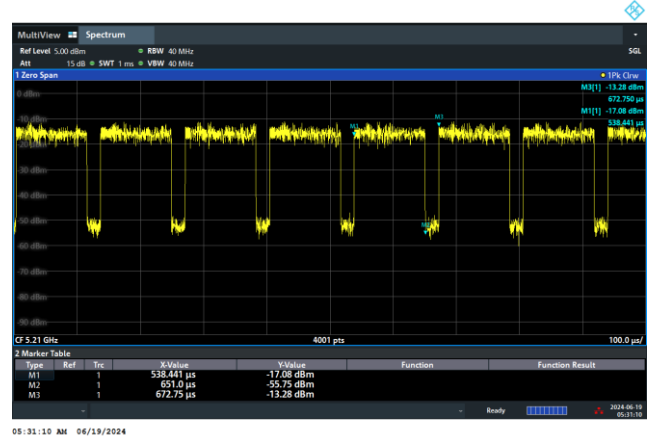 MultiView Spectrum
Ref Level 5.00 dBm RBW 40 MHz SGL
Att 15 dB SWT 1 ms VBW 40 MHz
1 Zero Span 1Pk Clrw
M3[1] -13.28 dBm
0 dBm
672.750 µs
M1[1] -17.08 dBm
538.441 µs
-10 dBm
M3
M1
-20 dBm
-30 dBm
-40 dBm
-50 dBm
-60 dBm
-70 dBm
-80 dBm
-90 dBm
CF 5.21 GHz 4001 pts 100.0 µs/
2 Marker Table
Type Ref Trc X-Value Y-Value Function Function Result
M1 1 538.441 µs -17.08 dBm
M2 1 651.0 µs -55.75 dBm
M3 1 672.75 µs -13.28 dBm
Ready 2024-06-19
05:31:10
05:31:10 AM 06/19/2024